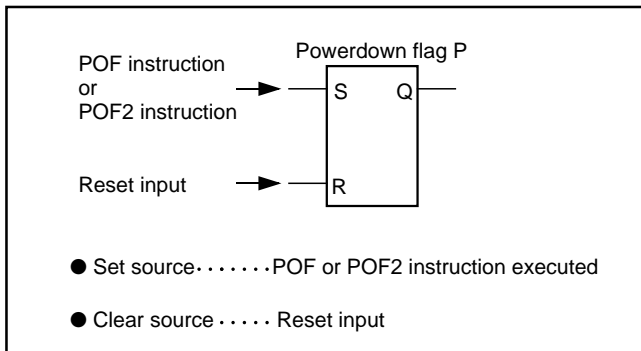 Powerdown flag P
POF instruction
or
POF2 instruction
S Q
Reset input
R
● Set source · · · · · · · POF or POF2 instruction executed
● Clear source · · · · · Reset input